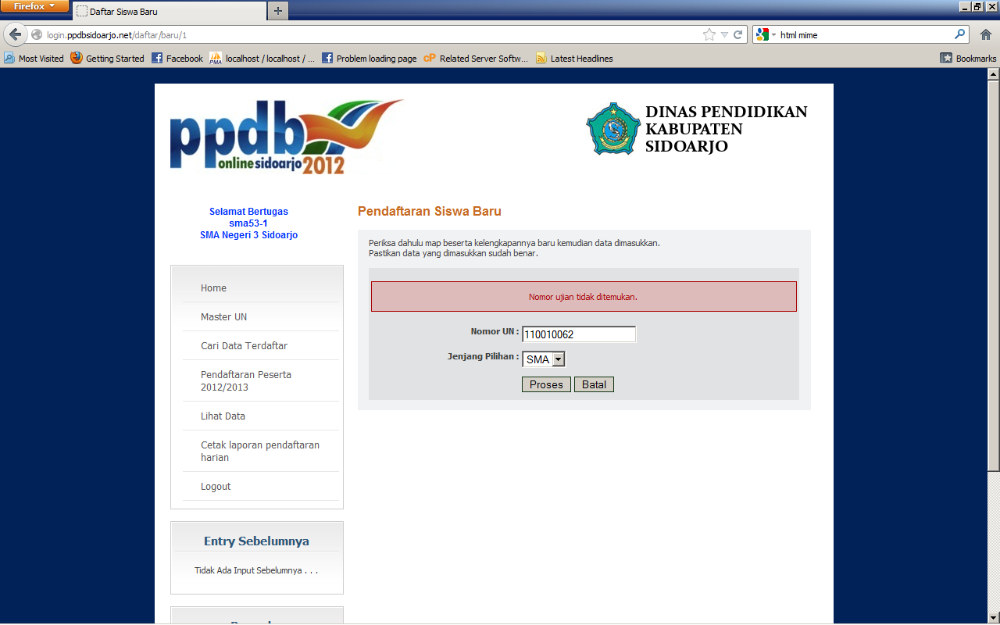 Firefox
Daftar Siswa Baru
login.ppdbsidoarjo.net/daftar/baru/1
html mime
Most Visited
Getting Started
Facebook
PMA
localhost / localhost / ...
Problem loading page
cP
Related Server Softw...
Latest Headlines
Bookmarks
ppdb
online sidoarjo 2012
DINAS PENDIDIKAN
KABUPATEN
SIDOARJO
Selamat Bertugas
sma53-1
SMA Negeri 3 Sidoarjo
Home
Master UN
Cari Data Terdaftar
Pendaftaran Peserta
2012/2013
Lihat Data
Cetak laporan pendaftaran
harian
Logout
Entry Sebelumnya
Tidak Ada Input Sebelumnya . . .
Pendaftaran Siswa Baru
Periksa dahulu map beserta kelengkapannya baru kemudian data dimasukkan.
Pastikan data yang dimasukkan sudah benar.
Nomor ujian tidak ditemukan.
Nomor UN : 110010062
Jenjang Pilihan : SMA
Proses Batal